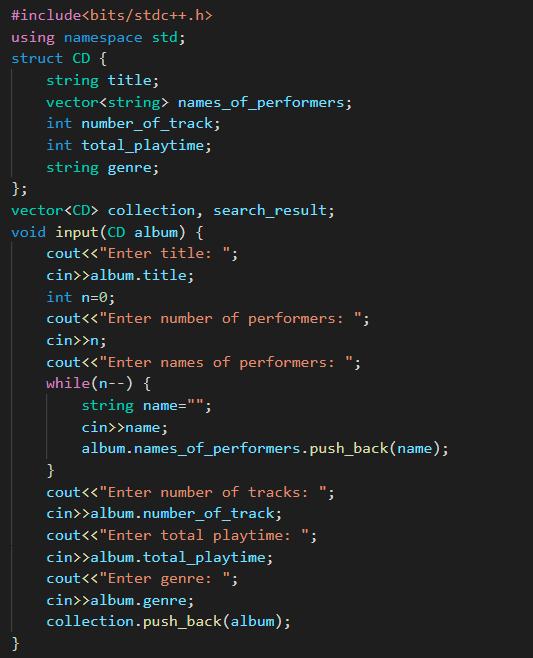 #include<bits/stdc++.h>
using namespace std;
struct CD {
    string title;
    vector<string> names_of_performers;
    int number_of_track;
    int total_playtime;
    string genre;
};
vector<CD> collection, search_result;
void input(CD album) {
    cout<<"Enter title: ";
    cin>>album.title;
    int n=0;
    cout<<"Enter number of performers: ";
    cin>>n;
    cout<<"Enter names of performers: ";
    while(n--) {
        string name="";
        cin>>name;
        album.names_of_performers.push_back(name);
    }
    cout<<"Enter number of tracks: ";
    cin>>album.number_of_track;
    cout<<"Enter total playtime: ";
    cin>>album.total_playtime;
    cout<<"Enter genre: ";
    cin>>album.genre;
    collection.push_back(album);
}